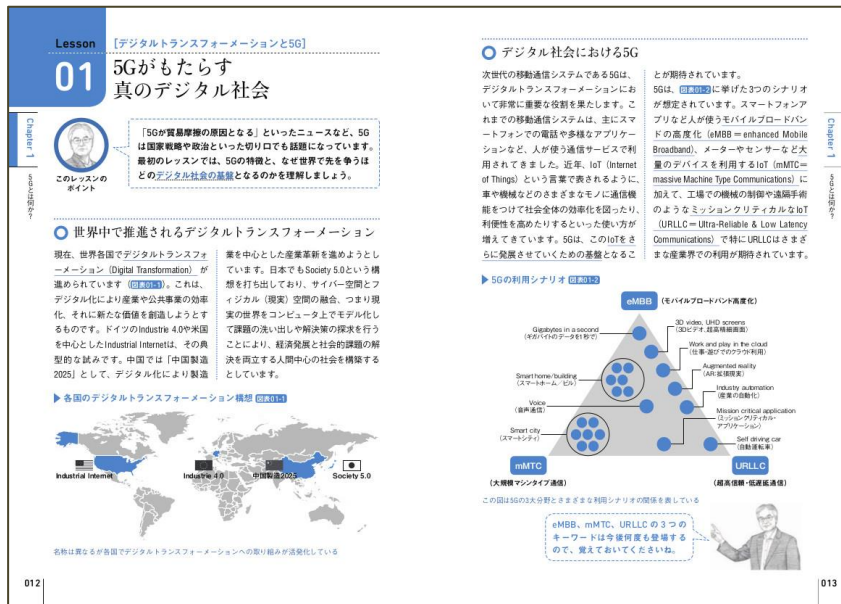 Lesson
01
[デジタルトランスフォーメーションと5G]
5Gがもたらす
真のデジタル社会
Chapter 1
5Gとは何か?
このレッスンの
ポイント
「5Gが貿易摩擦の原因となる」といったニュースなど、5G
は国家戦略や政治といった切り口でも話題になっています。
最初のレッスンでは、5Gの特徴と、なぜ世界で先を争うほ
どのデジタル社会の基盤となるのかを理解しましょう。
世界中で推進されるデジタルトランスフォーメーション
現在、世界各国でデジタルトランスフォ
ーメーション(Digital Transformation)が
進められています(図表01-1)。これは、
デジタル化により産業や公共事業の効率
化、それに新たな価値を創造しようとす
るものです。ドイツのIndustrie 4.0や米国
を中心としたIndustrial Internetは、その典
型的な試みです。中国では「中国製造
2025」として、デジタル化により製造
業を中心とした産業革新を進めようとし
ています。日本でもSociety 5.0という構
想を打ち出しており、サイバー空間とフ
ィジカル(現実)空間の融合、つまり現
実の世界をコンピュータ上でモデル化し
て課題の洗い出しや解決策の探求を行う
ことにより、経済発展と社会的課題の解
決を両立する人間中心の社会を構築する
としています。
各国のデジタルトランスフォーメーション構想 図表01-1
Industrial Internet
Industrie 4.0
中国製造2025
Society 5.0
名称は異なるが各国でデジタルトランスフォーメーションへの取り組みが活発化している
012
デジタル社会における5G
次世代の移動通信システムである5Gは、
デジタルトランスフォーメーションにお
いて非常に重要な役割を果たします。こ
れまでの移動通信システムは、主にスマ
ートフォンでの電話や多様なアプリケー
ションなど、人が使う通信サービスで利
用されてきました。近年、IoT(Internet
of Things)という言葉で表されるように、
車や機械などのさまざまなモノに通信機
能をつけて社会全体の効率化を図ったり、
利便性を高めたりするといった使い方が
増えてきています。5Gは、このIoTをさ
らに発展させていくための基盤となるこ
とが期待されています。
5Gは、図表01-2に挙げた3つのシナリオ
が想定されています。スマートフォンア
プリなど人が使うモバイルブロードバン
ドの高度化(eMBB=enhanced Mobile
Broadband)、メーターやセンサーなど大
量のデバイスを利用するIoT(mMTC=
massive Machine Type Communications)に
加えて、工場での機械の制御や遠隔手術
のようなミッションクリティカルなIoT
(URLLC=Ultra-Reliable & Low Latency
Communications)で特にURLLCはさまざ
まな産業界での利用が期待されています。
5Gの利用シナリオ 図表01-2
eMBB
(モバイルブロードバンド高度化)
Gigabytes in a second
(ギガバイトのデータを1秒で)
3D video, UHD screens
(3Dビデオ、超高精細画面)
Work and play in the cloud
(仕事・遊びでのクラウド利用)
Augmented reality
(AR:拡張現実)
Smart home/building
(スマートホーム/ビル)
Industry automation
(産業の自動化)
Voice
(音声通信)
Mission critical application
(ミッションクリティカル・
アプリケーション)
Smart city
(スマートシティ)
Self driving car
(自動運転車)
mMTC
(大規模マシンタイプ通信)
URLLC
(超高信頼・低遅延通信)
この図は5Gの3大分野とさまざまな利用シナリオの関係を表している
eMBB、mMTC、URLLCの3つの
キーワードは今後何度も登場する
ので、覚えておいてくださいね。
Chapter 1
5Gとは何か?
013